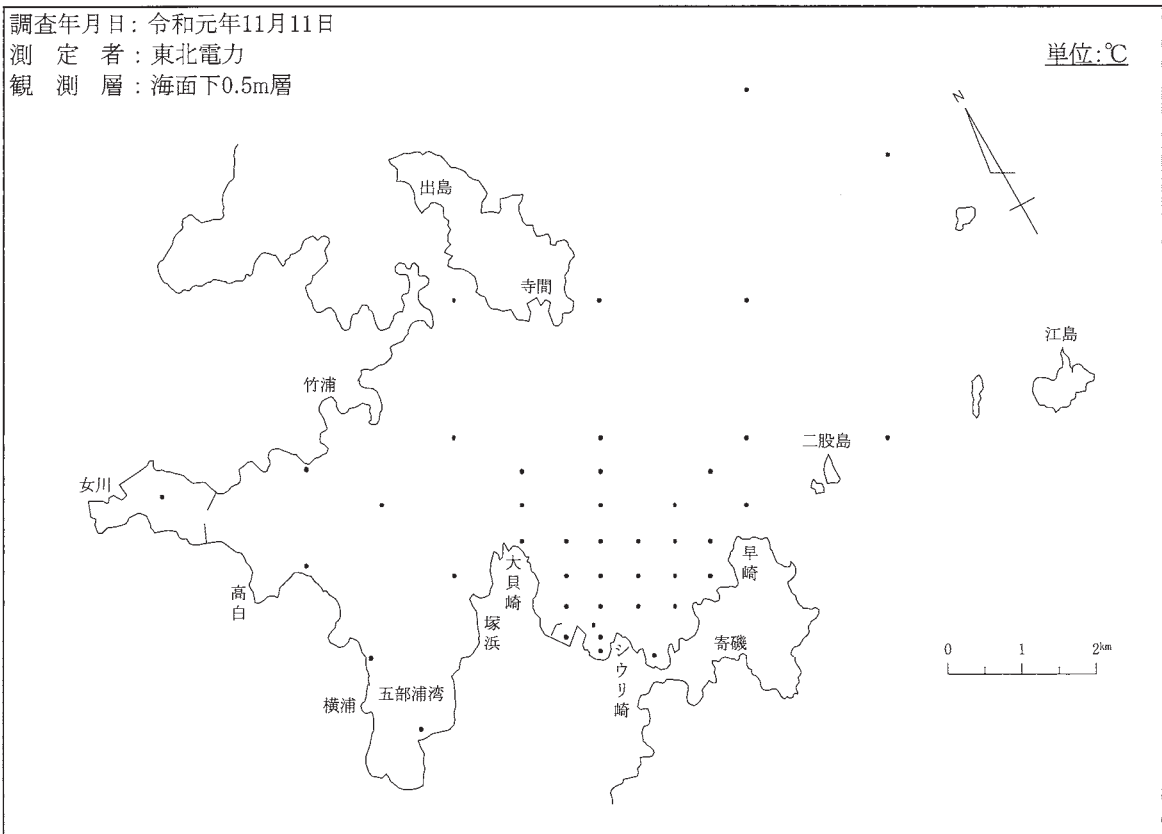 調査年月日：令和元年11月11日
測定者：東北電力
観測層：海面下0.5m層
単位：℃
N
出島
寺間
江島
竹浦
二股島
女川
早崎
大貝崎
高白
塚浜
寄磯
シウリ崎
五部浦湾
横浦
0 1 2km